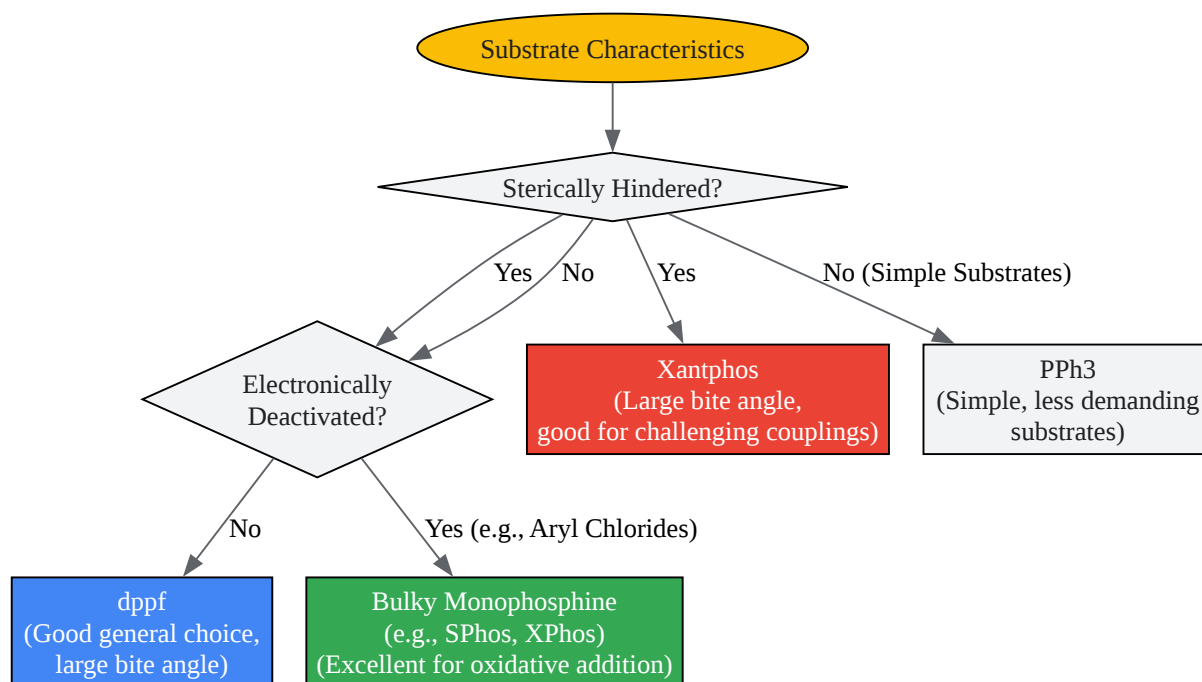 Substrate Characteristics
Sterically Hindered?
Yes
No
Yes
No (Simple Substrates)
Electronically
Deactivated?
Xantphos
(Large bite angle,
good for challenging couplings)
PPh3
(Simple, less demanding
substrates)
No
Yes (e.g., Aryl Chlorides)
dppf
(Good general choice,
large bite angle)
Bulky Monophosphine
(e.g., SPhos, XPhos)
(Excellent for oxidative addition)